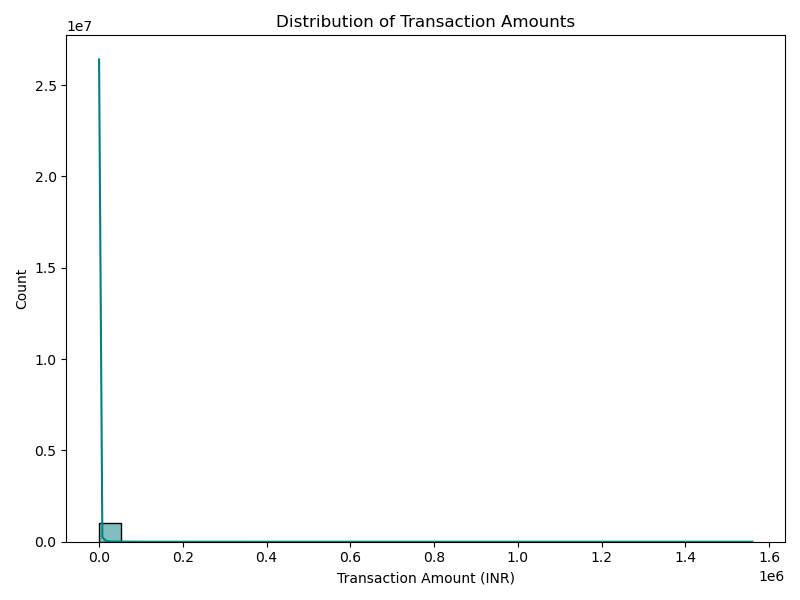 Distribution of Transaction Amounts
1e7
2.5
2.0
1.5
1.0
0.5
0.0
Count
0.0 0.2 0.4 0.6 0.8 1.0 1.2 1.4 1.6
1e6
Transaction Amount (INR)